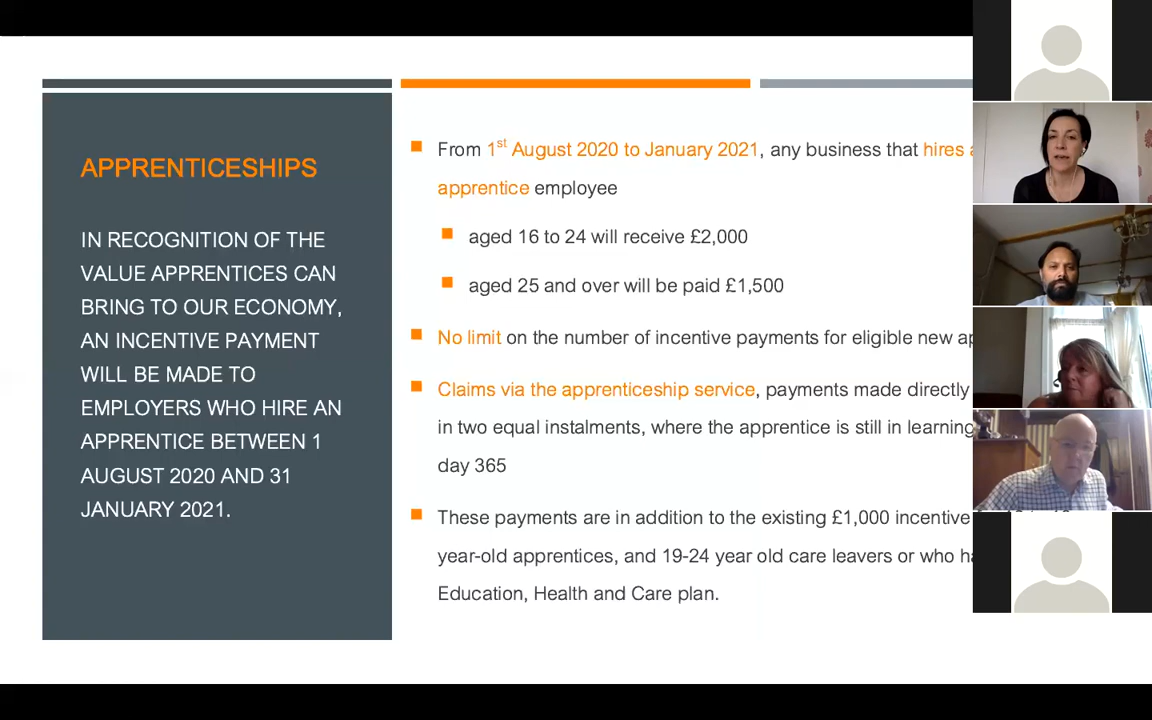 APPRENTICESHIPS
IN RECOGNITION OF THE
VALUE APPRENTICES CAN
BRING TO OUR ECONOMY,
AN INCENTIVE PAYMENT
WILL BE MADE TO
EMPLOYERS WHO HIRE AN
APPRENTICE BETWEEN 1
AUGUST 2020 AND 31
JANUARY 2021.
From 1st August 2020 to January 2021, any business that hires
apprentice employee
aged 16 to 24 will receive £2,000
aged 25 and over will be paid £1,500
No limit on the number of incentive payments for eligible new
Claims via the apprenticeship service, payments made directly
in two equal instalments, where the apprentice is still in learning
day 365
These payments are in addition to the existing £1,000 incentive
year-old apprentices, and 19-24 year old care leavers or who
Education, Health and Care plan.